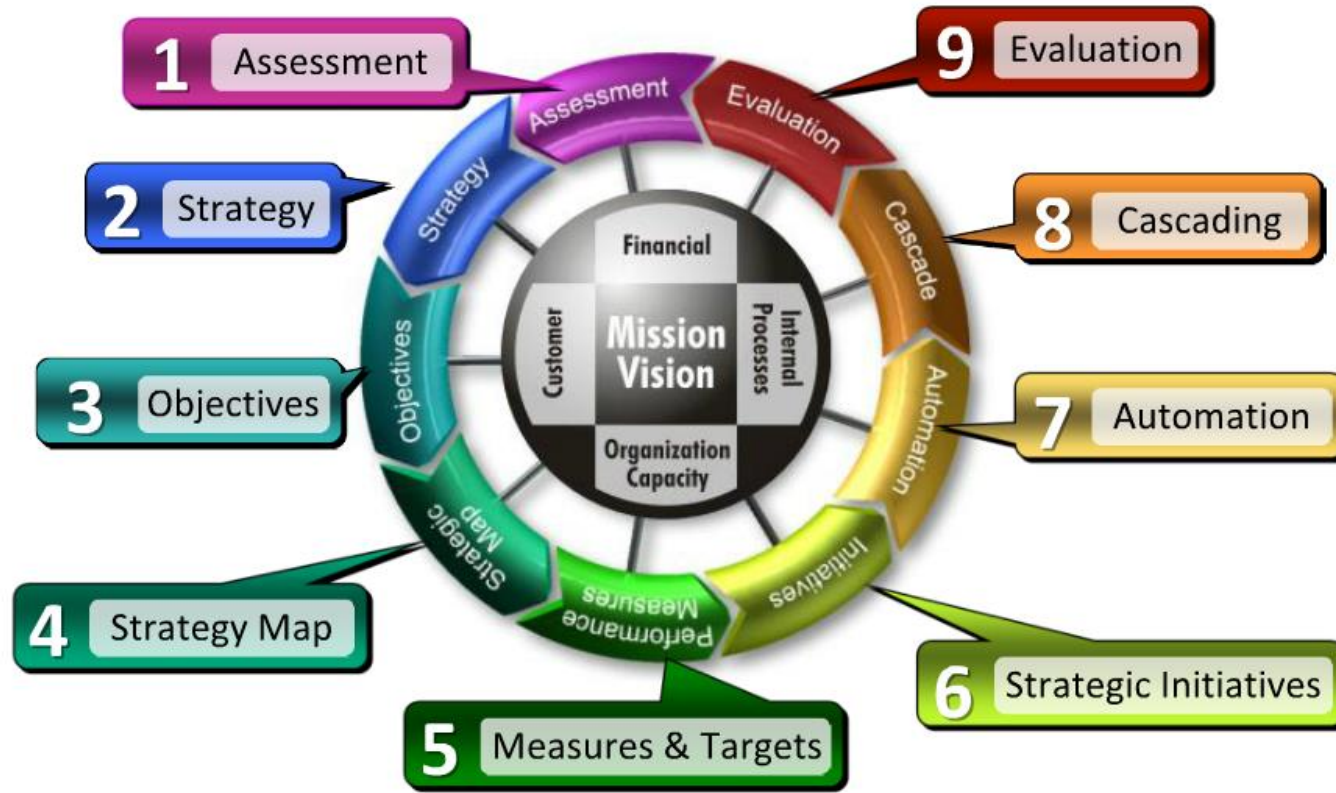 1 Assessment
2 Strategy
3 Objectives
4 Strategy Map
5 Measures & Targets
6 Strategic Initiatives
7 Automation
8 Cascading
9 Evaluation
Assessment
Strategy
Objectives
Strategic
Map
Performance
Measures
Initiatives
Automation
Cascade
Evaluation
Financial
Customer
Mission
Vision
Internal
Processes
Organization
Capacity